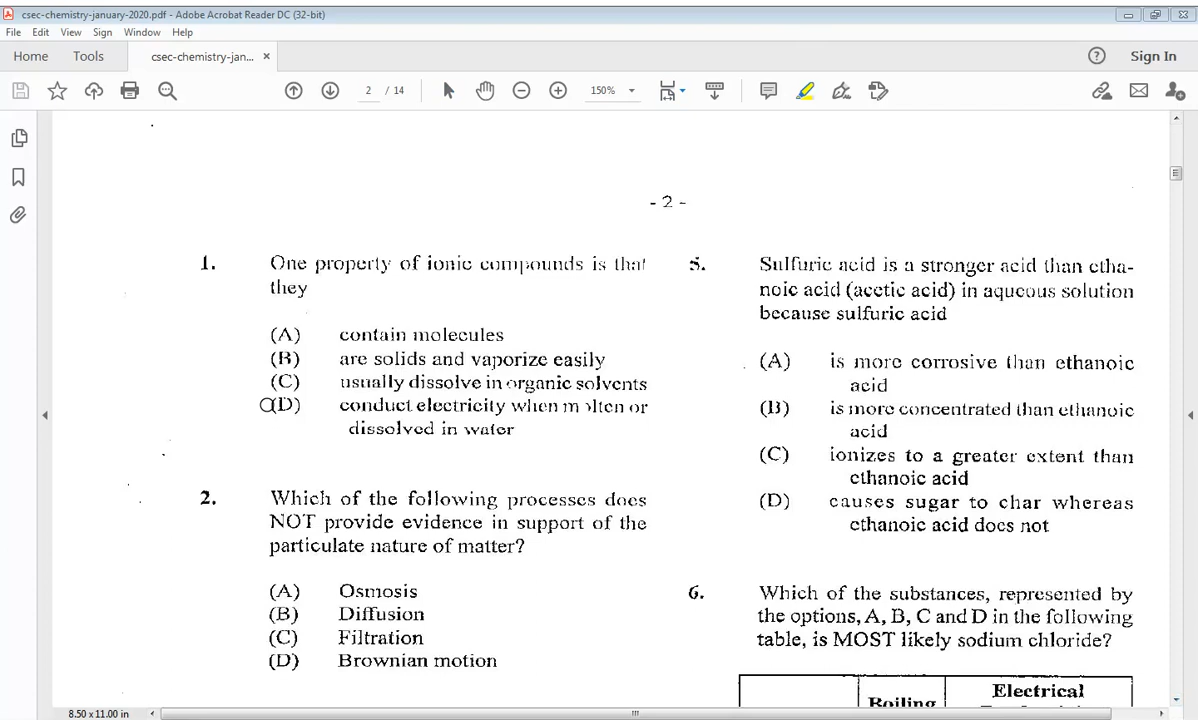 csec-chemistry-january-2020.pdf - Adobe Acrobat Reader DC (32-bit)
File Edit View Sign Window Help
Home Tools csec-chemistry-jan... × Sign In
2 / 14 150%
- 2 -
1. One property of ionic compounds is that
they
(A) contain molecules
(B) are solids and vaporize easily
(C) usually dissolve in organic solvents
(D) conduct electricity when molten or
dissolved in water
2. Which of the following processes does
NOT provide evidence in support of the
particulate nature of matter?
(A) Osmosis
(B) Diffusion
(C) Filtration
(D) Brownian motion
5. Sulfuric acid is a stronger acid than etha-
noic acid (acetic acid) in aqueous solution
because sulfuric acid
(A) is more corrosive than ethanoic
acid
(B) is more concentrated than ethanoic
acid
(C) ionizes to a greater extent than
ethanoic acid
(D) causes sugar to char whereas
ethanoic acid does not
6. Which of the substances, represented by
the options, A, B, C and D in the following
table, is MOST likely sodium chloride?
Boiling
Electrical
8.50 x 11.00 in